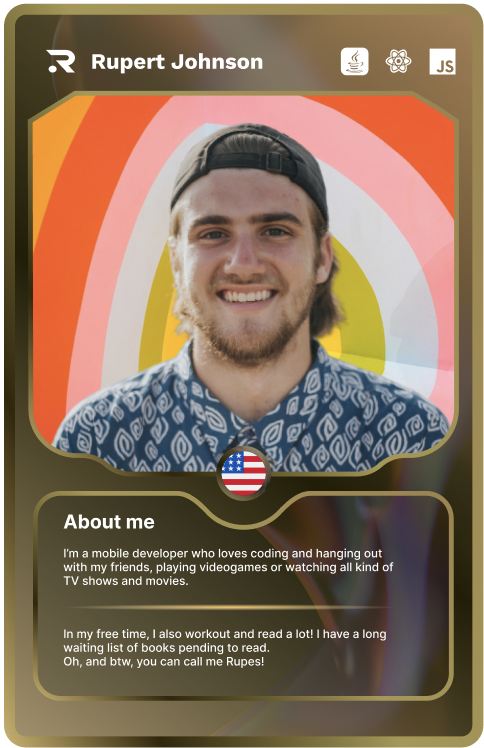 Rupert Johnson
JS
About me
I'm a mobile developer who loves coding and hanging out
with my friends, playing videogames or watching all kind of
TV shows and movies.
In my free time, I also workout and read a lot! I have a long
waiting list of books pending to read.
Oh, and btw, you can call me Rupes!